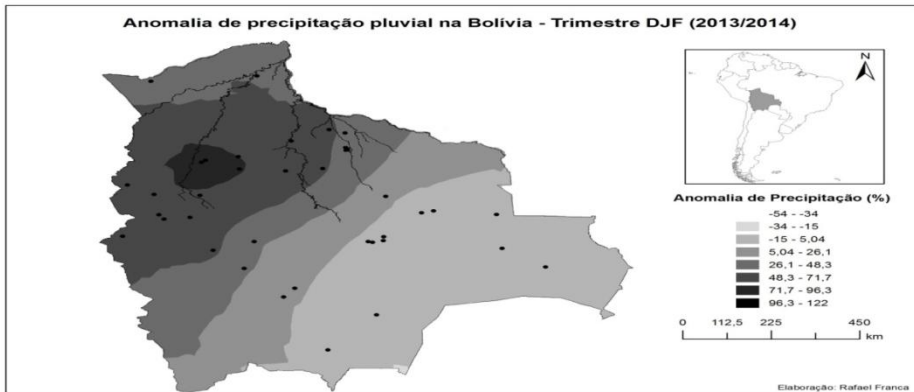 Anomalia de precipitação pluvial na Bolívia - Trimestre DJF (2013/2014)
N
Anomalia de Precipitação (%)
-54 - -34
-34 - -15
-15 - 5,04
5,04 - 26,1
26,1 - 48,3
48,3 - 71,7
71,7 - 96,3
96,3 - 122
0 112,5 225 450
km
Elaboração: Rafael Franca